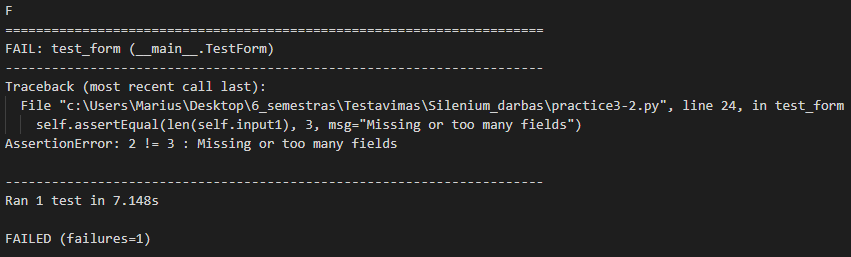 F
======================================================================
FAIL: test_form (__main__.TestForm)
----------------------------------------------------------------------
Traceback (most recent call last):
  File "c:\Users\Marius\Desktop\6_semestras\Testavimas\Silenium_darbas\practice3-2.py", line 24, in test_form
    self.assertEqual(len(self.input1), 3, msg="Missing or too many fields")
AssertionError: 2 != 3 : Missing or too many fields

----------------------------------------------------------------------
Ran 1 test in 7.148s

FAILED (failures=1)